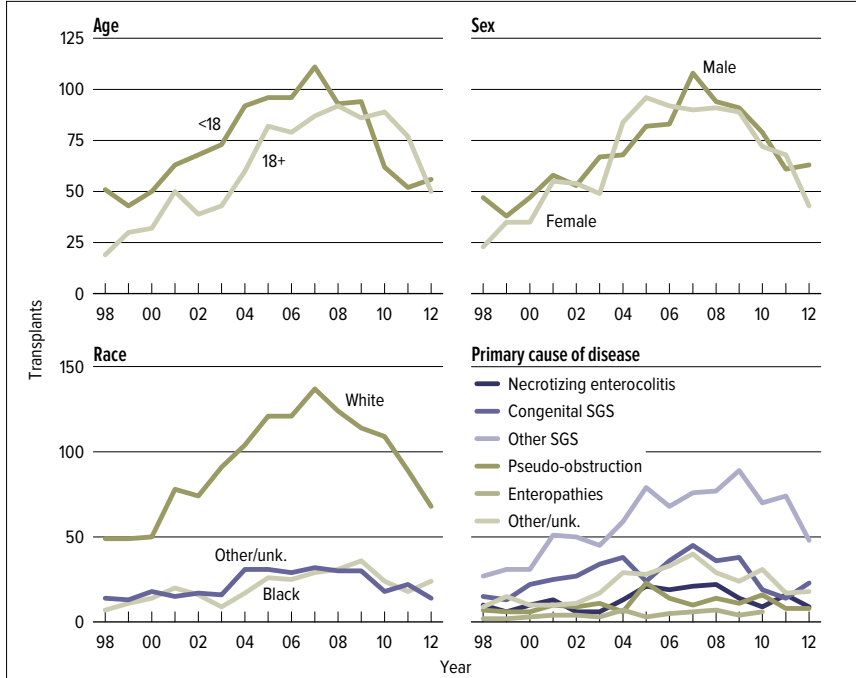 Age
125
100
75
50
25
0
<18
18+
98 00 02 04 06 08 10 12
Sex
Male
Female
98 00 02 04 06 08 10 12
Transplants
Race
150
100
50
0
White
Other/unk.
Black
98 00 02 04 06 08 10 12
Primary cause of disease
Necrotizing enterocolitis
Congenital SGS
Other SGS
Pseudo-obstruction
Enteropathies
Other/unk.
98 00 02 04 06 08 10 12
Year